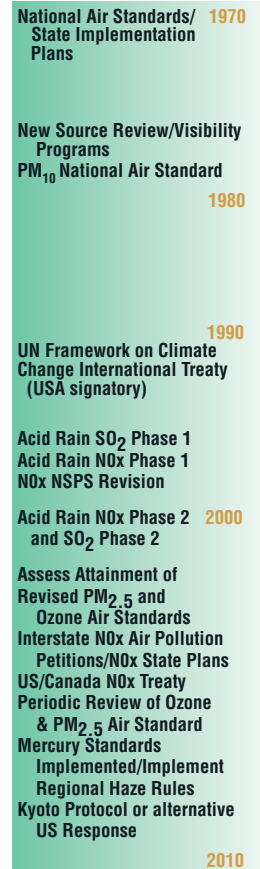 National Air Standards/ 1970
State Implementation
Plans
New Source Review/Visibility
Programs
PM10 National Air Standard
1980
1990
UN Framework on Climate
Change International Treaty
(USA signatory)
Acid Rain SO2 Phase 1
Acid Rain NOx Phase 1
NOx NSPS Revision
Acid Rain NOx Phase 2 2000
and SO2 Phase 2
Assess Attainment of
Revised PM2.5 and
Ozone Air Standards
Interstate NOx Air Pollution
Petitions/NOx State Plans
US/Canada NOx Treaty
Periodic Review of Ozone
& PM2.5 Air Standard
Mercury Standards
Implemented/Implement
Regional Haze Rules
Kyoto Protocol or alternative
US Response
2010